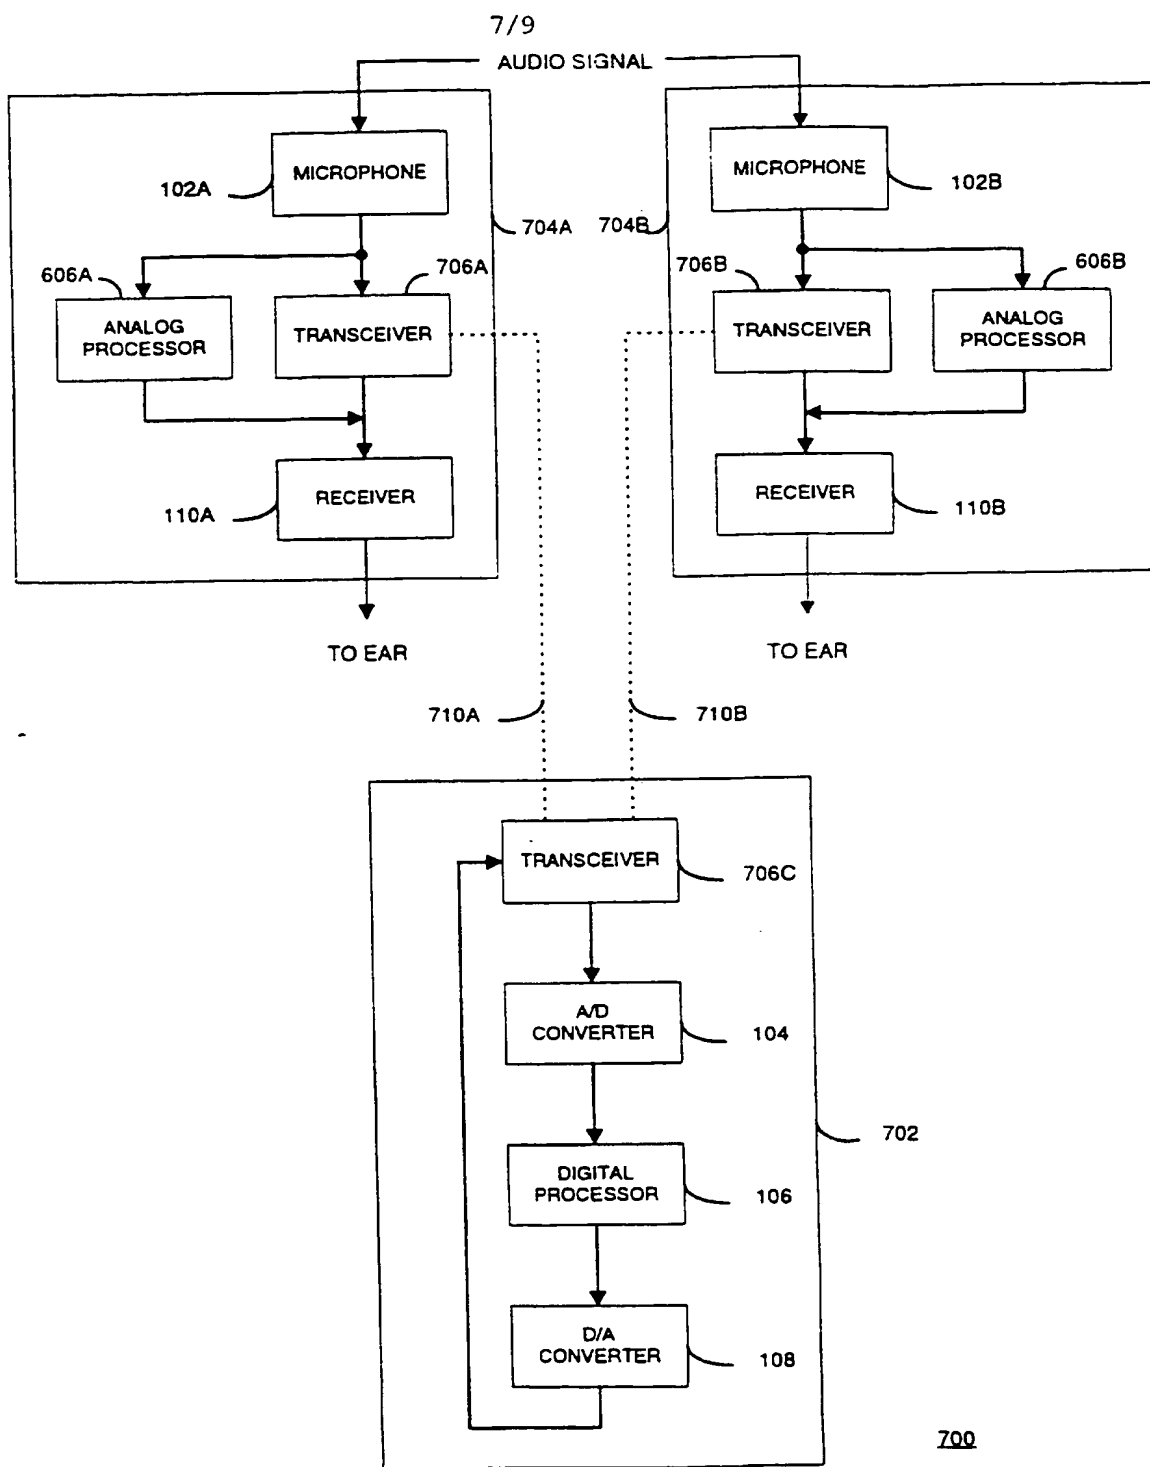 7/9
AUDIO SIGNAL
MICROPHONE
102A
704A
606A
706A
ANALOG
PROCESSOR
TRANSCEIVER
RECEIVER
110A
TO EAR
MICROPHONE
102B
704B
706B
606B
TRANSCEIVER
ANALOG
PROCESSOR
RECEIVER
110B
TO EAR
710A
710B
TRANSCEIVER
706C
A/D
CONVERTER
104
702
DIGITAL
PROCESSOR
106
D/A
CONVERTER
108
700